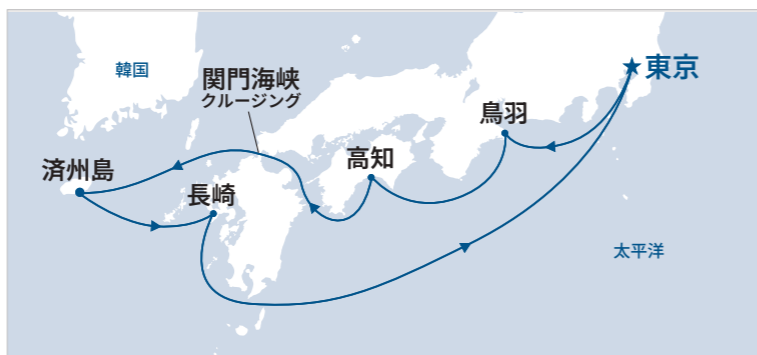 韓国
関門海峡
クルージング
★東京
鳥羽
高知
済州島
長崎
太平洋